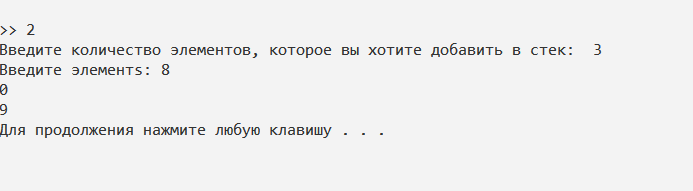 >> 2
Введите количество элементов, которое вы хотите добавить в стек:  3
Введите элементs: 8
0
9
Для продолжения нажмите любую клавишу . . .